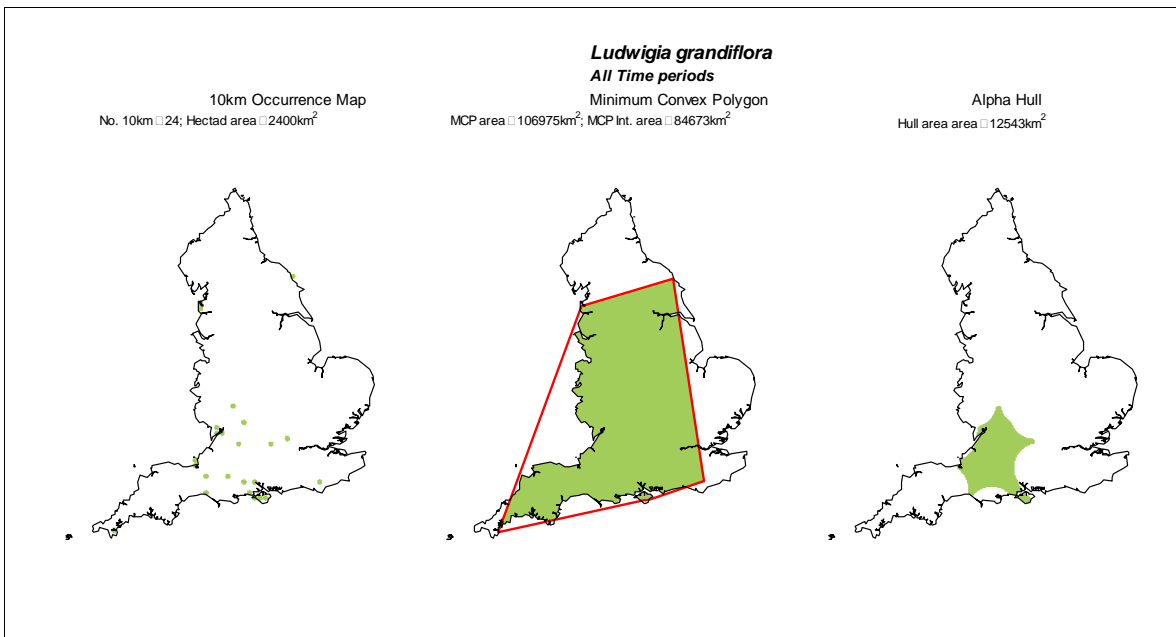 Ludwigia grandiflora
All Time periods
10km Occurrence Map
No. 10km □ 24; Hectad area □ 2400km²
Minimum Convex Polygon
MCP area □ 106975km²; MCP Int. area □ 84673km²
Alpha Hull
Hull area area □ 12543km²